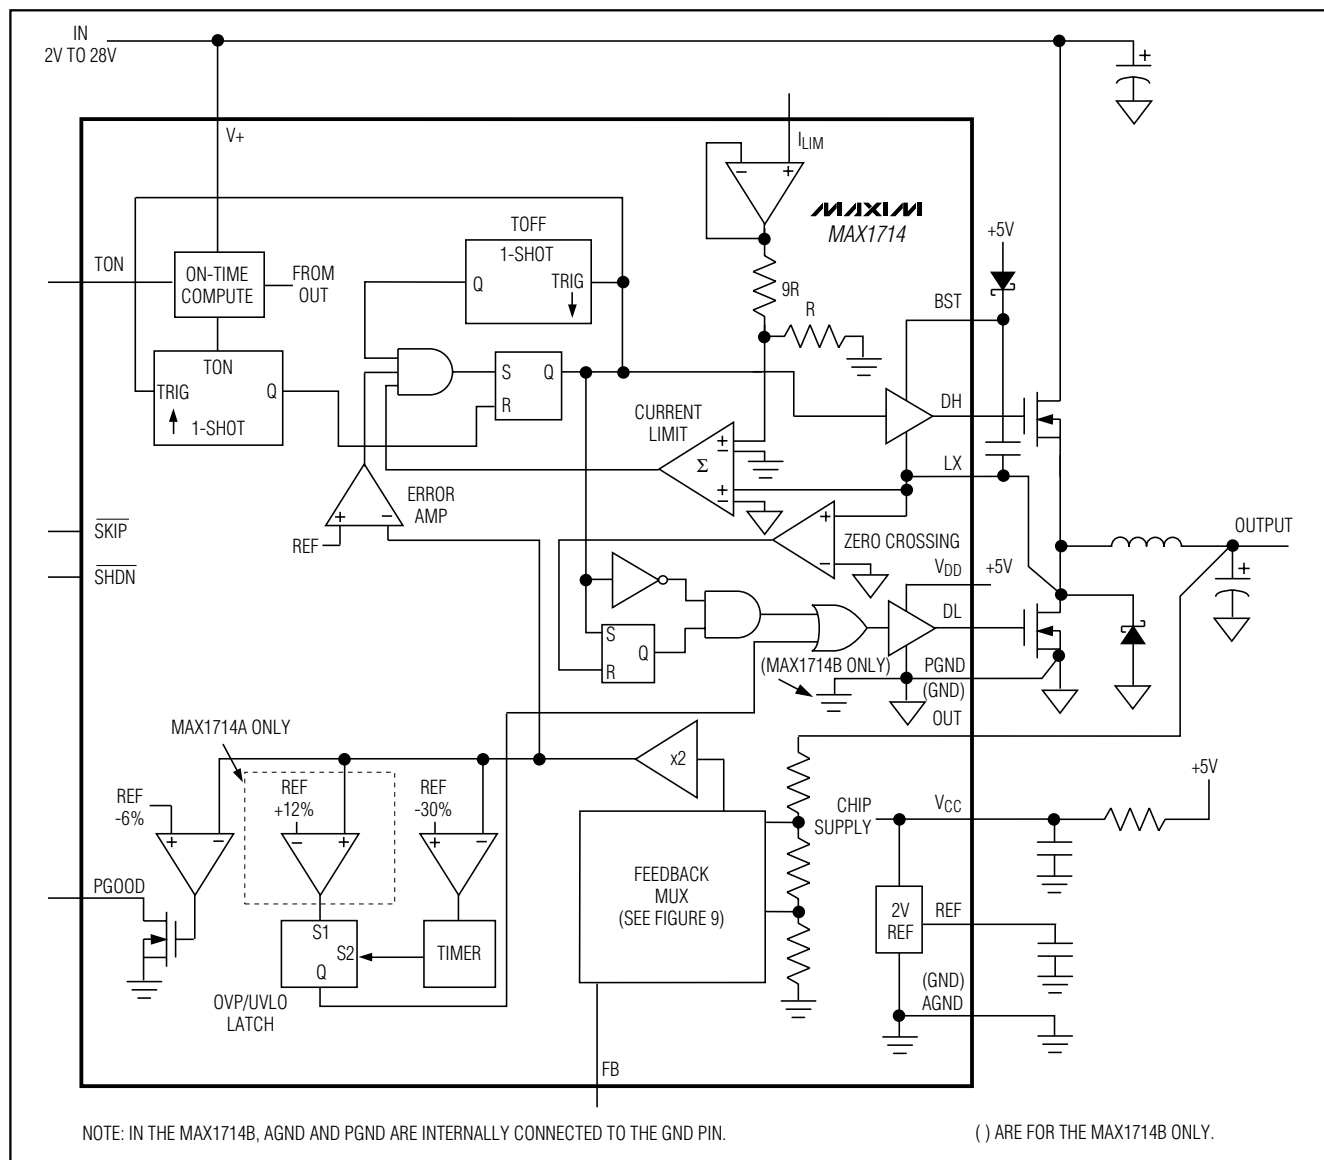 IN
2V TO 28V
V+
ILIM
MAXIM
MAX1714
+5V
TOFF
1-SHOT
Q
TRIG
TON
ON-TIME
COMPUTE
FROM
OUT
9R
R
BST
TON
TRIG
Q
1-SHOT
S
Q
R
DH
CURRENT
LIMIT
+
−
Σ
+
−
LX
ERROR
AMP
+
−
REF
SKIP
SHDN
+
−
ZERO CROSSING
OUTPUT
VDD
+5V
DL
S
Q
R
(MAX1714B ONLY)
PGND
(GND)
OUT
MAX1714A ONLY
x2
REF
-6%
REF
+12%
REF
-30%
+
−
−
+
+
−
CHIP
SUPPLY
VCC
+5V
PGOOD
FEEDBACK
MUX
(SEE FIGURE 9)
2V
REF
REF
S1
S2
Q
TIMER
OVP/UVLO
LATCH
(GND)
AGND
FB
NOTE: IN THE MAX1714B, AGND AND PGND ARE INTERNALLY CONNECTED TO THE GND PIN.
( ) ARE FOR THE MAX1714B ONLY.